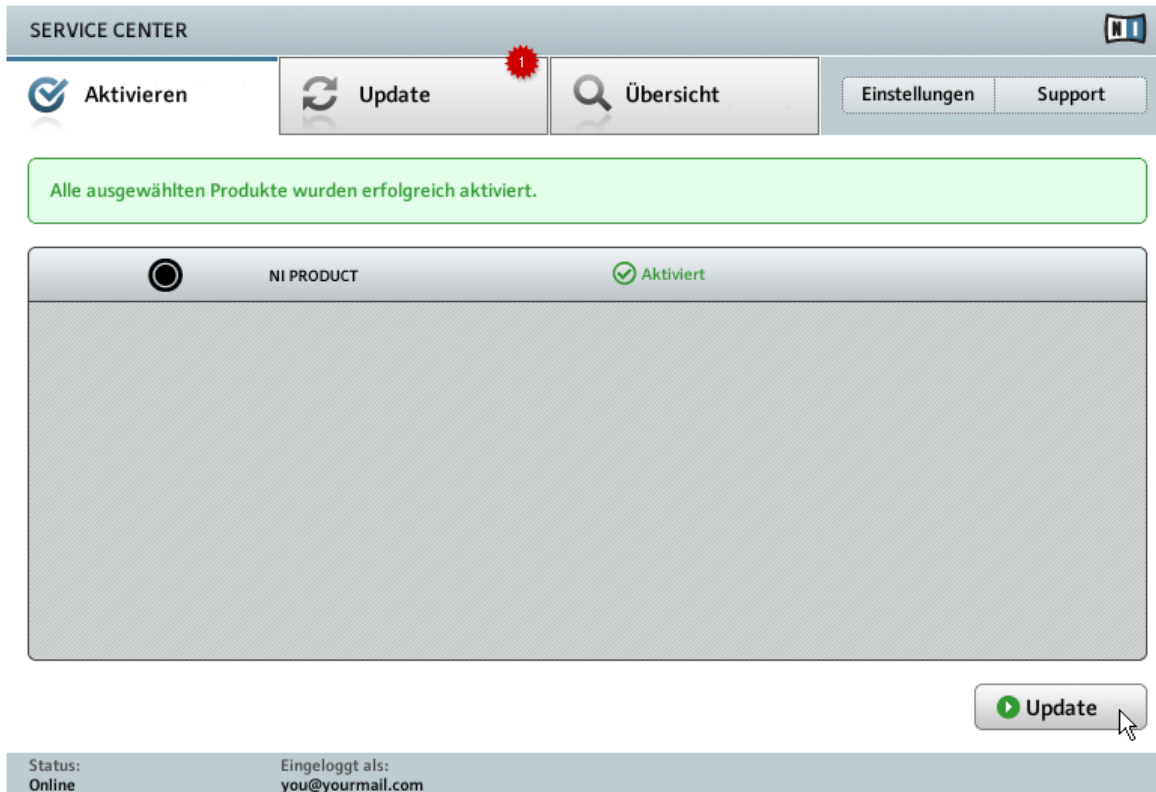 SERVICE CENTER
NI
Aktivieren
Update
1
Übersicht
Einstellungen
Support
Alle ausgewählten Produkte wurden erfolgreich aktiviert.
NI PRODUCT
Aktiviert
Update
Status:
Online
Eingeloggt als:
you@yourmail.com